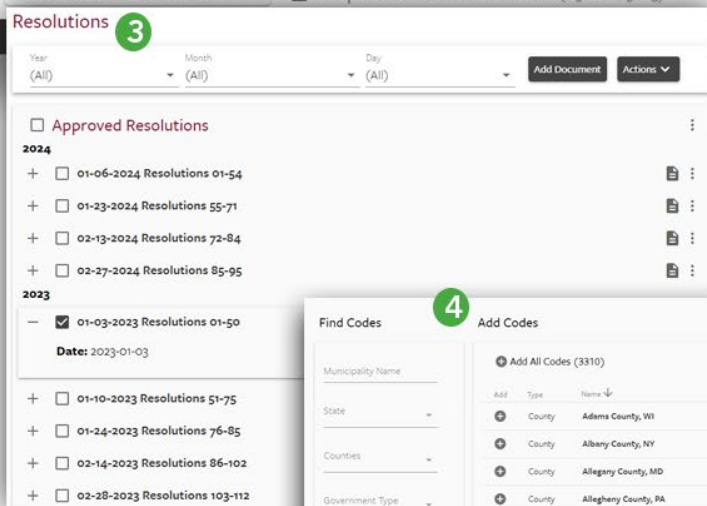 Resolutions 3
Year Month Day
(All) (All) (All) Add Document Actions
Approved Resolutions
2024
01-06-2024 Resolutions 01-54
01-23-2024 Resolutions 55-71
02-13-2024 Resolutions 72-84
02-27-2024 Resolutions 85-95
2023
01-03-2023 Resolutions 01-50
Date: 2023-01-03
01-10-2023 Resolutions 51-75
01-24-2023 Resolutions 76-85
02-14-2023 Resolutions 86-102
02-28-2023 Resolutions 103-112
4
Find Codes
Municipality Name
State
Counties
Government Type
Add Codes
Add All Codes (3310)
Add Type Name
County Adams County, WI
County Albany County, NY
County Allegany County, MD
County Allegheny County, PA